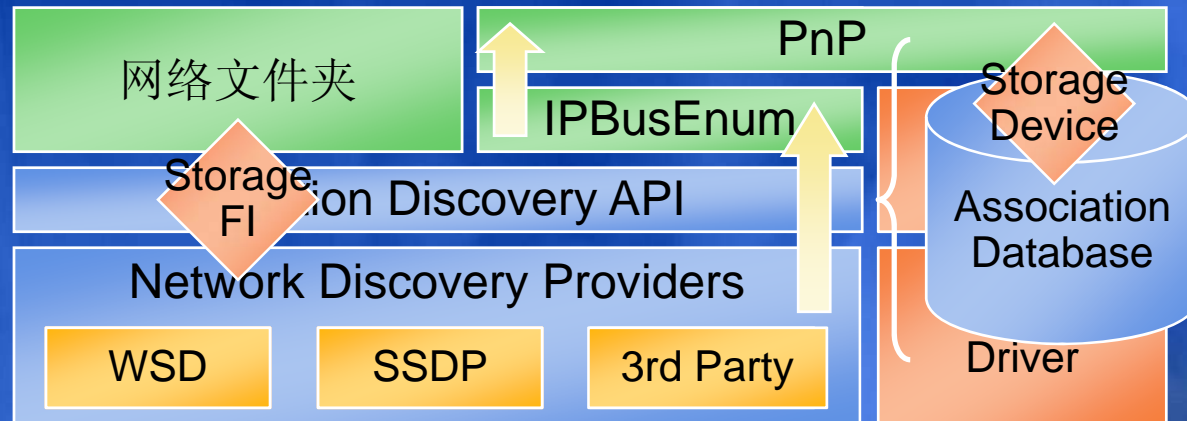 网络文件夹
PnP
IPBusEnum
Storage
Device
Storage
FI
tion Discovery API
Association
Database
Network Discovery Providers
WSD
SSDP
3rd Party
Driver